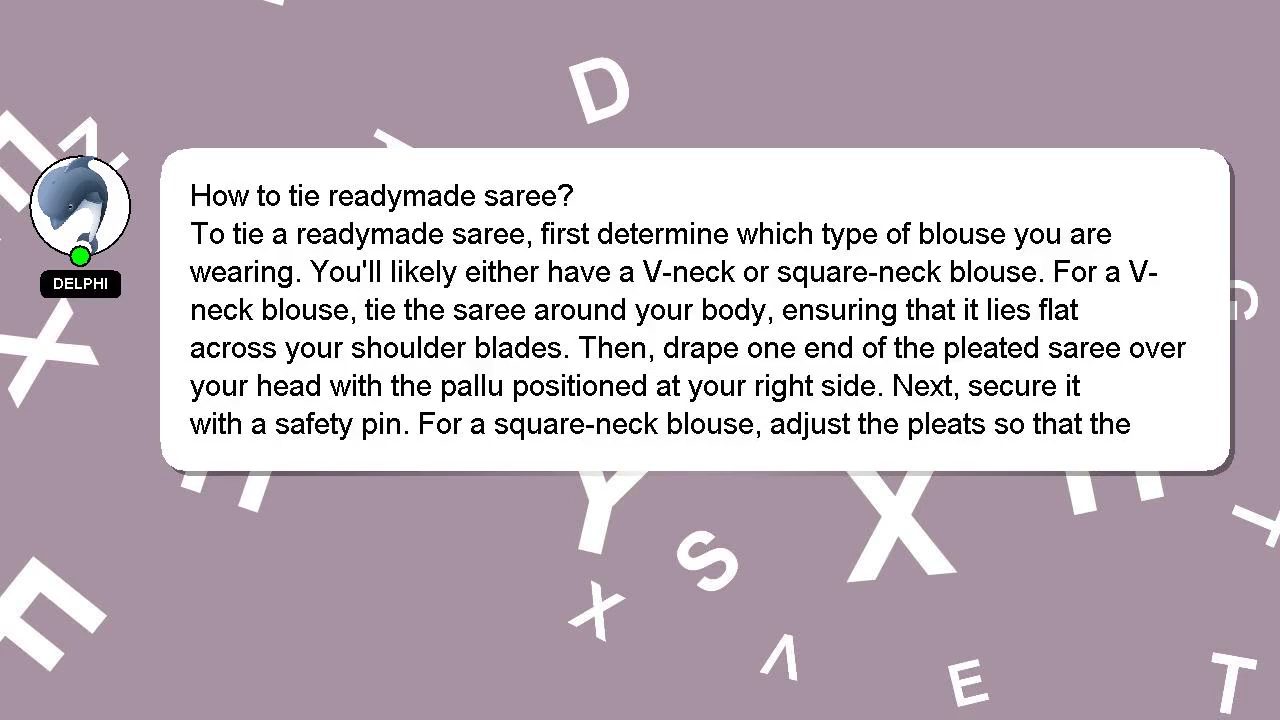 D
DELPHI
How to tie readymade saree?
To tie a readymade saree, first determine which type of blouse you are
wearing. You'll likely either have a V-neck or square-neck blouse. For a V-
neck blouse, tie the saree around your body, ensuring that it lies flat
across your shoulder blades. Then, drape one end of the pleated saree over
your head with the pallu positioned at your right side. Next, secure it
with a safety pin. For a square-neck blouse, adjust the pleats so that the
X
G
Y
X
S
X
E
T